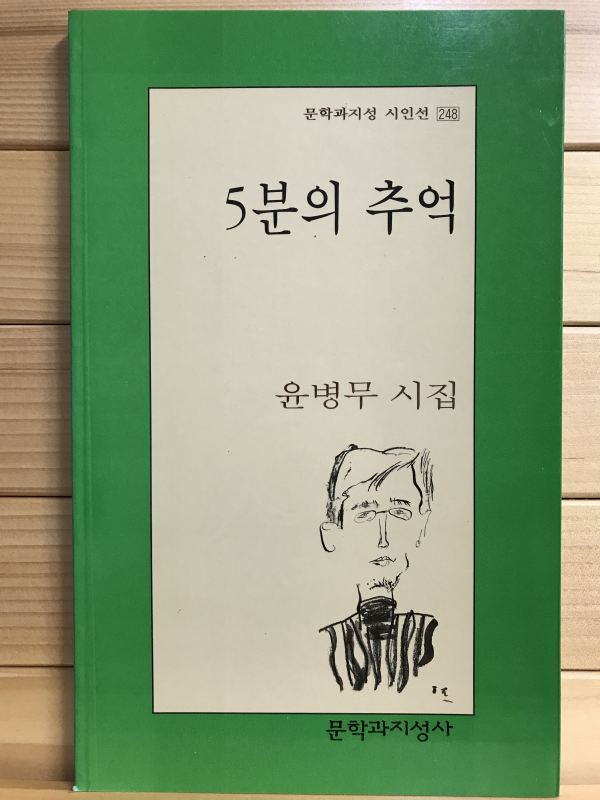 문학과지성 시인선 248
5분의 추억
윤병무 시집
문학과지성사